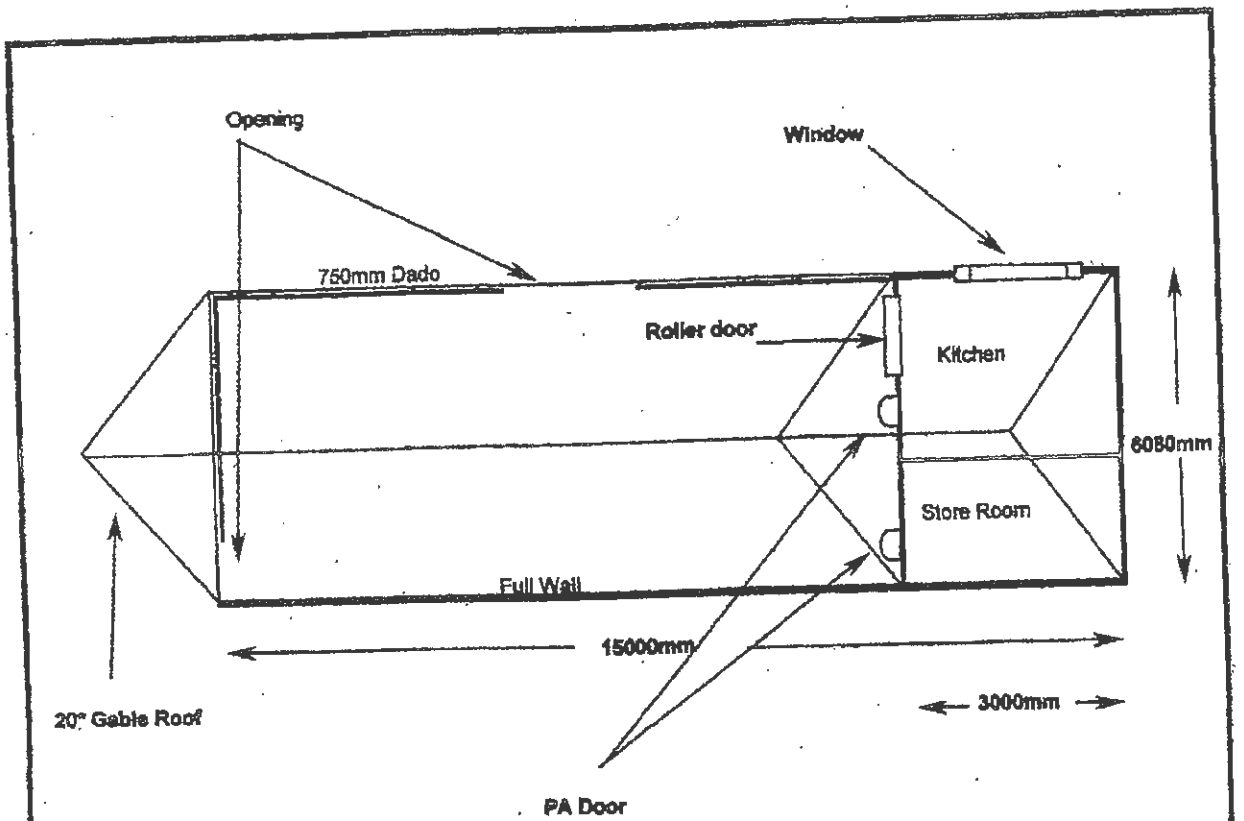 Opening
Window
750mm Dado
Roller door
Kitchen
6080mm
Store Room
Full Wall
15000mm
3000mm
20° Gable Roof
PA Door